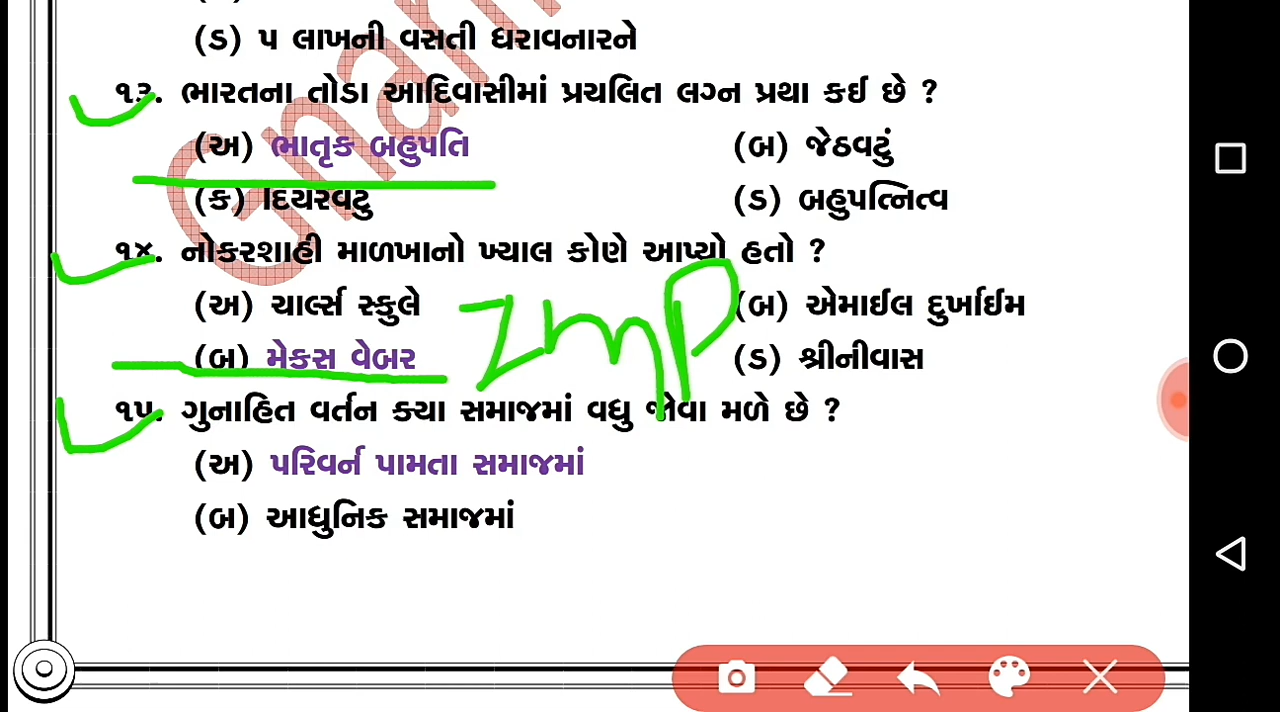 (ડ) ૫ લાખની વસતી ધરાવનારને
૧૩. ભારતના તોડા આદિવાસીમાં પ્રચલિત લગ્ન પ્રથા કઈ છે ?
(અ) ભાતૃક બહુપતિ (બ) જેઠવટું
(ક) દિયરવટુ (ડ) બહુપત્નિત્વ
૧૪. નોકરશાહી માળખાનો ખ્યાલ કોણે આપ્યો હતો ?
(અ) ચાર્લ્સ સ્કુલે (બ) એમાઈલ દુર્ખાઈમ
Imp
(બ) મેક્સ વેબર (ડ) શ્રીનીવાસ
૧૫. ગુનાહિત વર્તન ક્યા સમાજમાં વધુ જોવા મળે છે ?
(અ) પરિવર્ન પામતા સમાજમાં
(બ) આધુનિક સમાજમાં